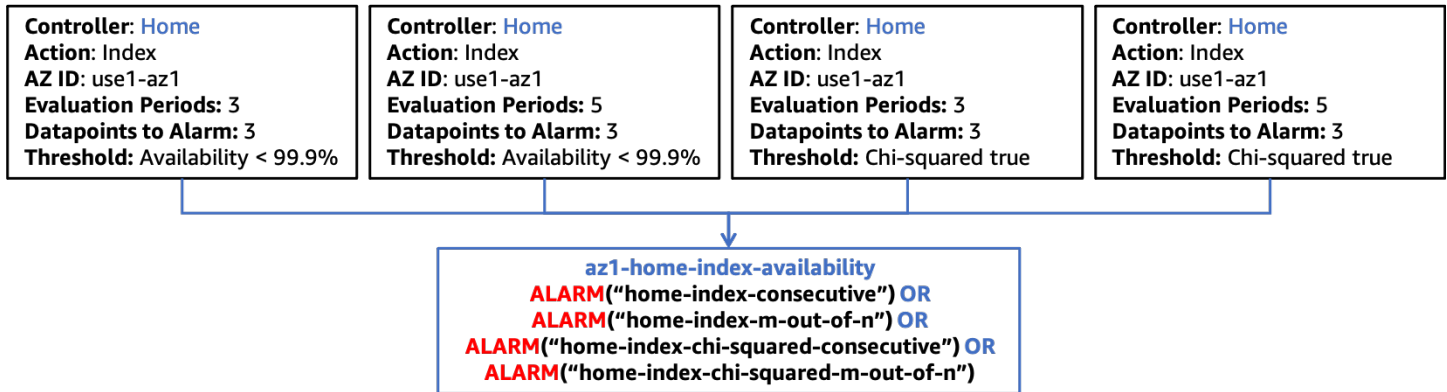 Controller: Home
Action: Index
AZ ID: use1-az1
Evaluation Periods: 3
Datapoints to Alarm: 3
Threshold: Availability < 99.9%
Controller: Home
Action: Index
AZ ID: use1-az1
Evaluation Periods: 5
Datapoints to Alarm: 3
Threshold: Availability < 99.9%
Controller: Home
Action: Index
AZ ID: use1-az1
Evaluation Periods: 3
Datapoints to Alarm: 3
Threshold: Chi-squared true
Controller: Home
Action: Index
AZ ID: use1-az1
Evaluation Periods: 5
Datapoints to Alarm: 3
Threshold: Chi-squared true
az1-home-index-availability
ALARM(“home-index-consecutive”) OR
ALARM(“home-index-m-out-of-n”) OR
ALARM(“home-index-chi-squared-consecutive”) OR
ALARM(“home-index-chi-squared-m-out-of-n”)